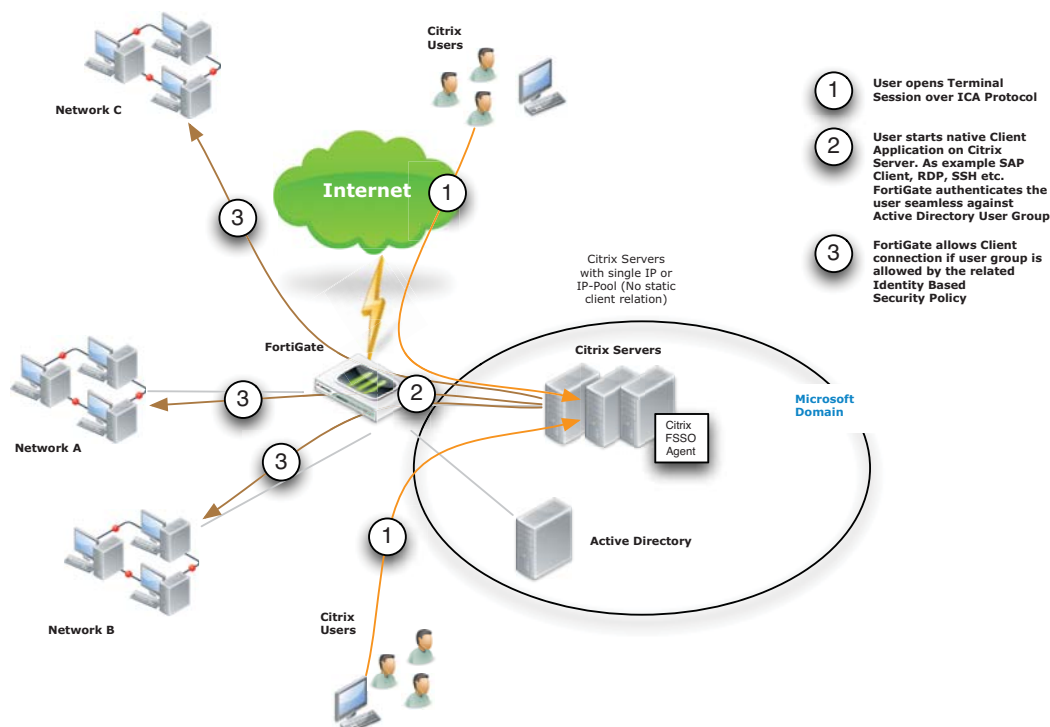 Citrix
Users
Network C
1
User opens Terminal
Session over ICA Protocol
2
User starts native Client
Application on Citrix
Server. As example SAP
Client, RDP, SSH etc.
FortiGate authenticates the
user seamless against
Active Directory User Group
3
FortiGate allows Client
connection if user group is
allowed by the related
Identity Based
Security Policy
Internet
1
3
Citrix Servers
with single IP or
IP-Pool (No static
client relation)
FortiGate
Citrix Servers
2
3
Microsoft
Domain
Citrix
FSSO
Agent
Network A
3
1
Active Directory
Network B
Citrix
Users